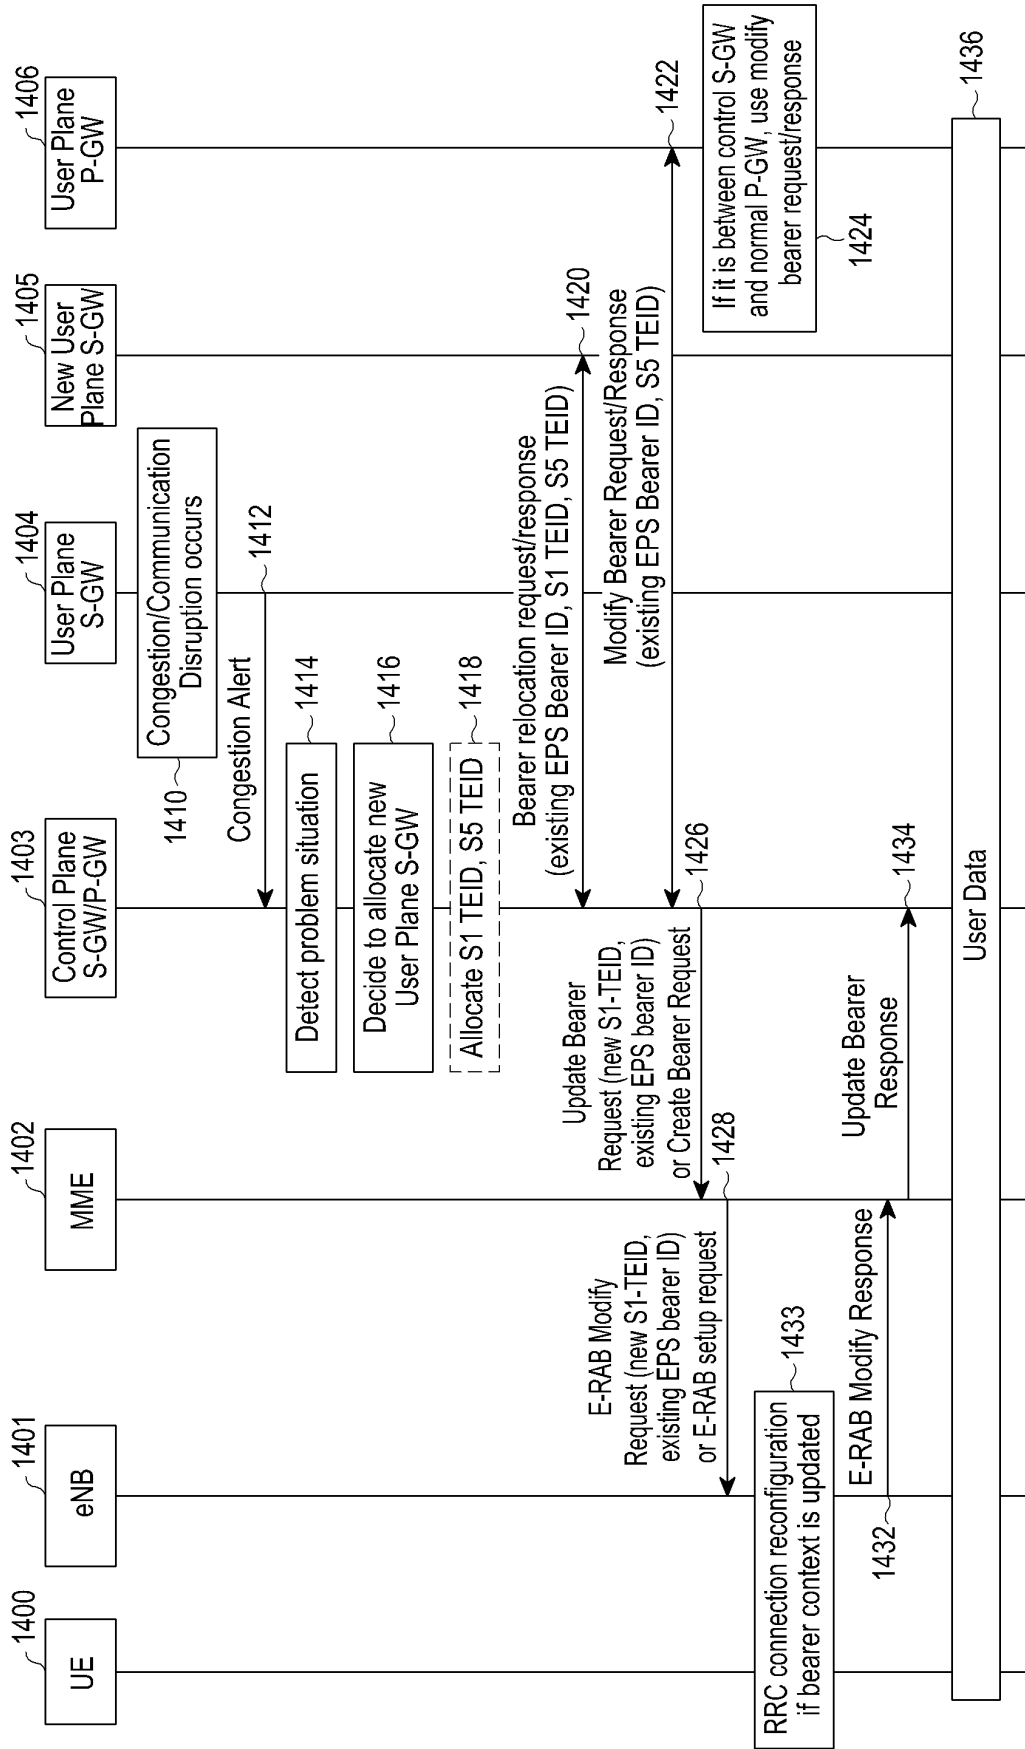 1400
UE
1401
eNB
1402
MME
1403
Control Plane
S-GW/P-GW
1404
User Plane
S-GW
1405
New User
Plane S-GW
1406
User Plane
P-GW
Congestion/Communication
Disruption occurs
1410
Congestion Alert
1412
Detect problem situation
1414
Decide to allocate new
User Plane S-GW
1416
Allocate S1 TEID, S5 TEID
1418
Bearer relocation request/response
(existing EPS Bearer ID, S1 TEID, S5 TEID)
1420
Modify Bearer Request/Response
(existing EPS Bearer ID, S5 TEID)
1422
If it is between control S-GW
and normal P-GW, use modify
bearer request/response
1424
Update Bearer
Request (new S1-TEID,
existing EPS bearer ID)
or Create Bearer Request
1426
E-RAB Modify
Request (new S1-TEID,
existing EPS bearer ID)
or E-RAB setup request
1428
RRC connection reconfiguration
if bearer context is updated
1433
E-RAB Modify Response
1432
Update Bearer
Response
1434
User Data
1436